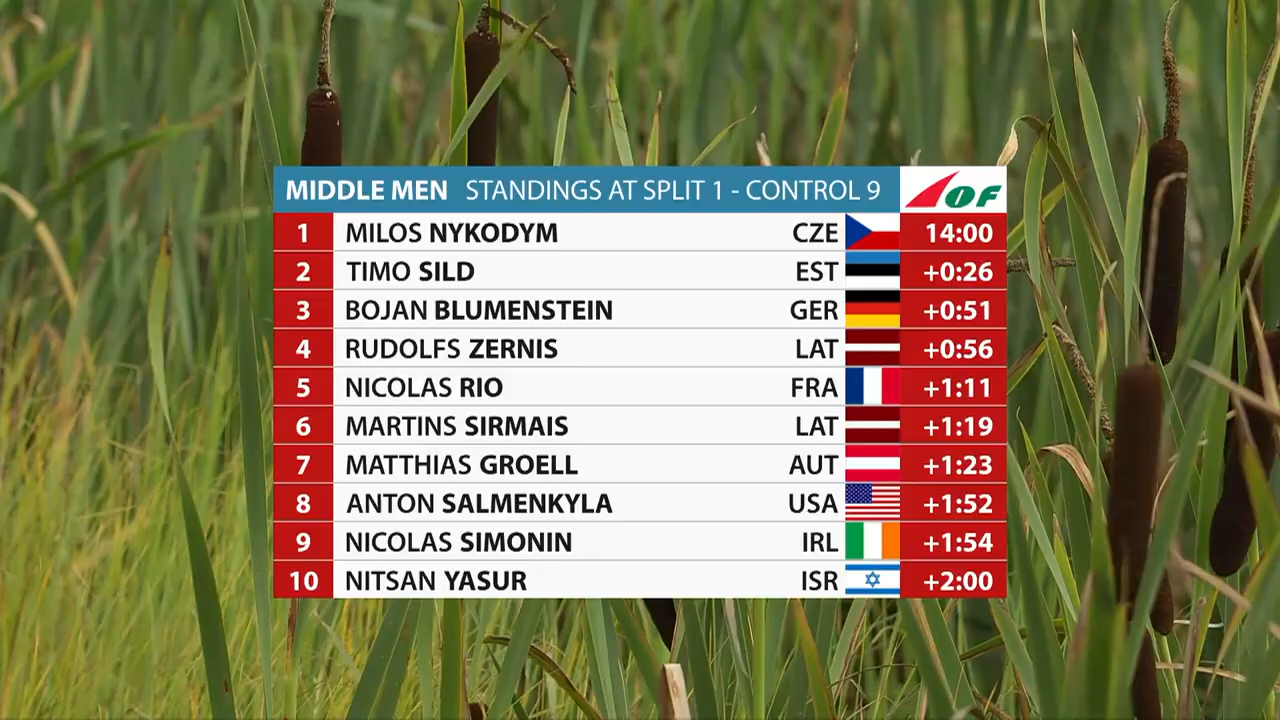 MIDDLE MEN STANDINGS AT SPLIT 1 - CONTROL 9 IOF
1 MILOS NYKODYM CZE 14:00
2 TIMO SILD EST +0:26
3 BOJAN BLUMENSTEIN GER +0:51
4 RUDOLFS ZERNIS LAT +0:56
5 NICOLAS RIO FRA +1:11
6 MARTINS SIRMAIS LAT +1:19
7 MATTHIAS GROELL AUT +1:23
8 ANTON SALMENKYLA USA +1:52
9 NICOLAS SIMONIN IRL +1:54
10 NITSAN YASUR ISR +2:00